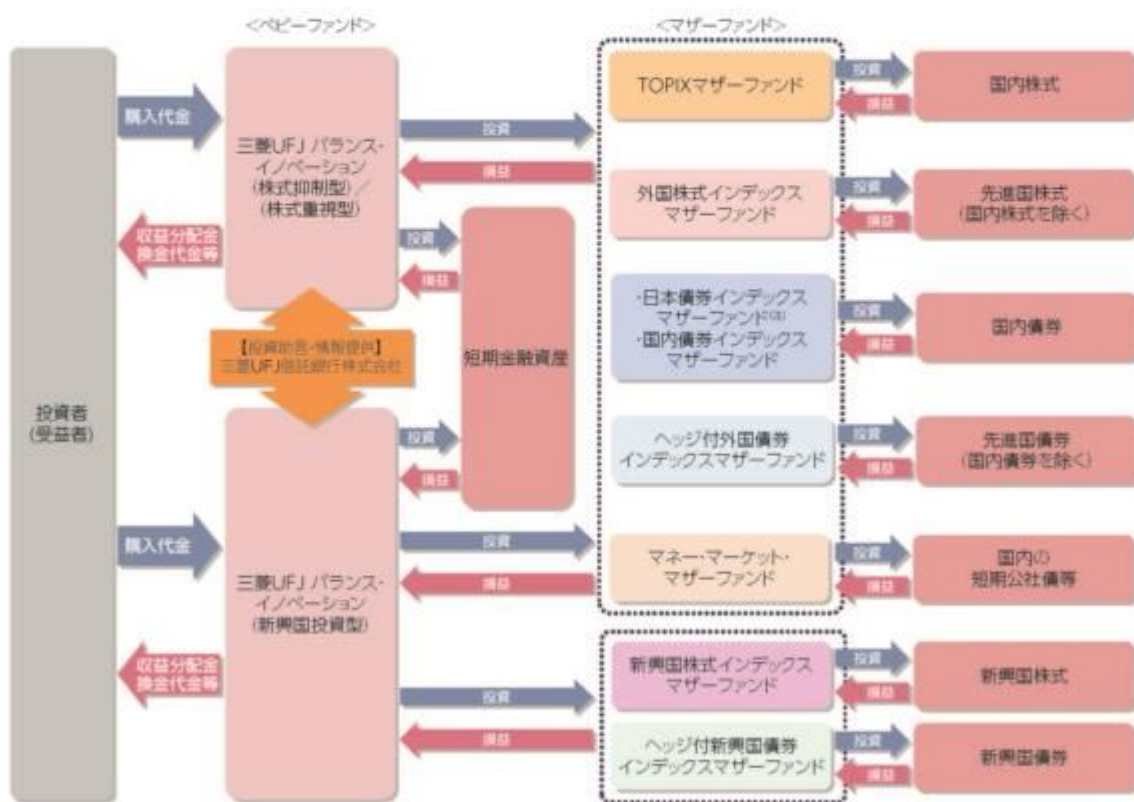 <ベビーファンド>
<マザーファンド>
投資者
(受益者)
購入代金
収益分配金
換金代金等
購入代金
収益分配金
換金代金等
三菱UFJ バランス・
イノベーション
(株式抑制型)／
(株式重視型)
【投資助言・情報提供】
三菱UFJ信託銀行株式会社
三菱UFJ バランス・
イノベーション
(新興国投資型)
投資
損益
投資
損益
短期金融資産
投資
損益
投資
損益
投資
損益
TOPIXマザーファンド
投資
損益
国内株式
外国株式インデックス
マザーファンド
投資
損益
先進国株式
(国内株式を除く)
・日本債券インデックス
マザーファンド
・国内債券インデックス
マザーファンド
投資
損益
国内債券
ヘッジ付外国債券
インデックスマザーファンド
投資
損益
先進国債券
(国内債券を除く)
マネー・マーケット・
マザーファンド
投資
損益
国内の
短期公社債等
新興国株式インデックス
マザーファンド
投資
損益
新興国株式
ヘッジ付新興国債券
インデックスマザーファンド
投資
損益
新興国債券